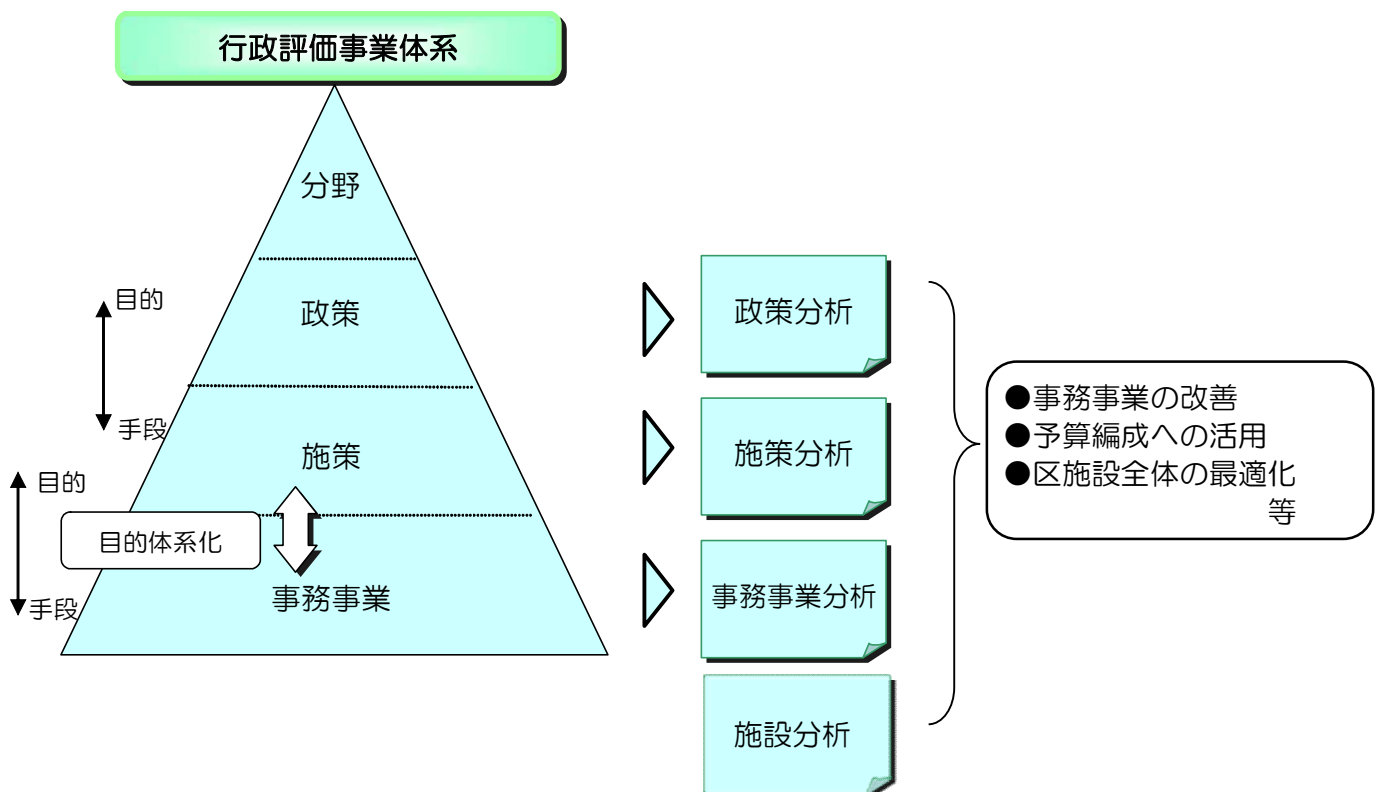 行政評価事業体系
分野
目的
政策
手段
目的
施策
目的体系化
事務事業
手段
政策分析
施策分析
事務事業分析
施設分析
●事務事業の改善
●予算編成への活用
●区施設全体の最適化
等